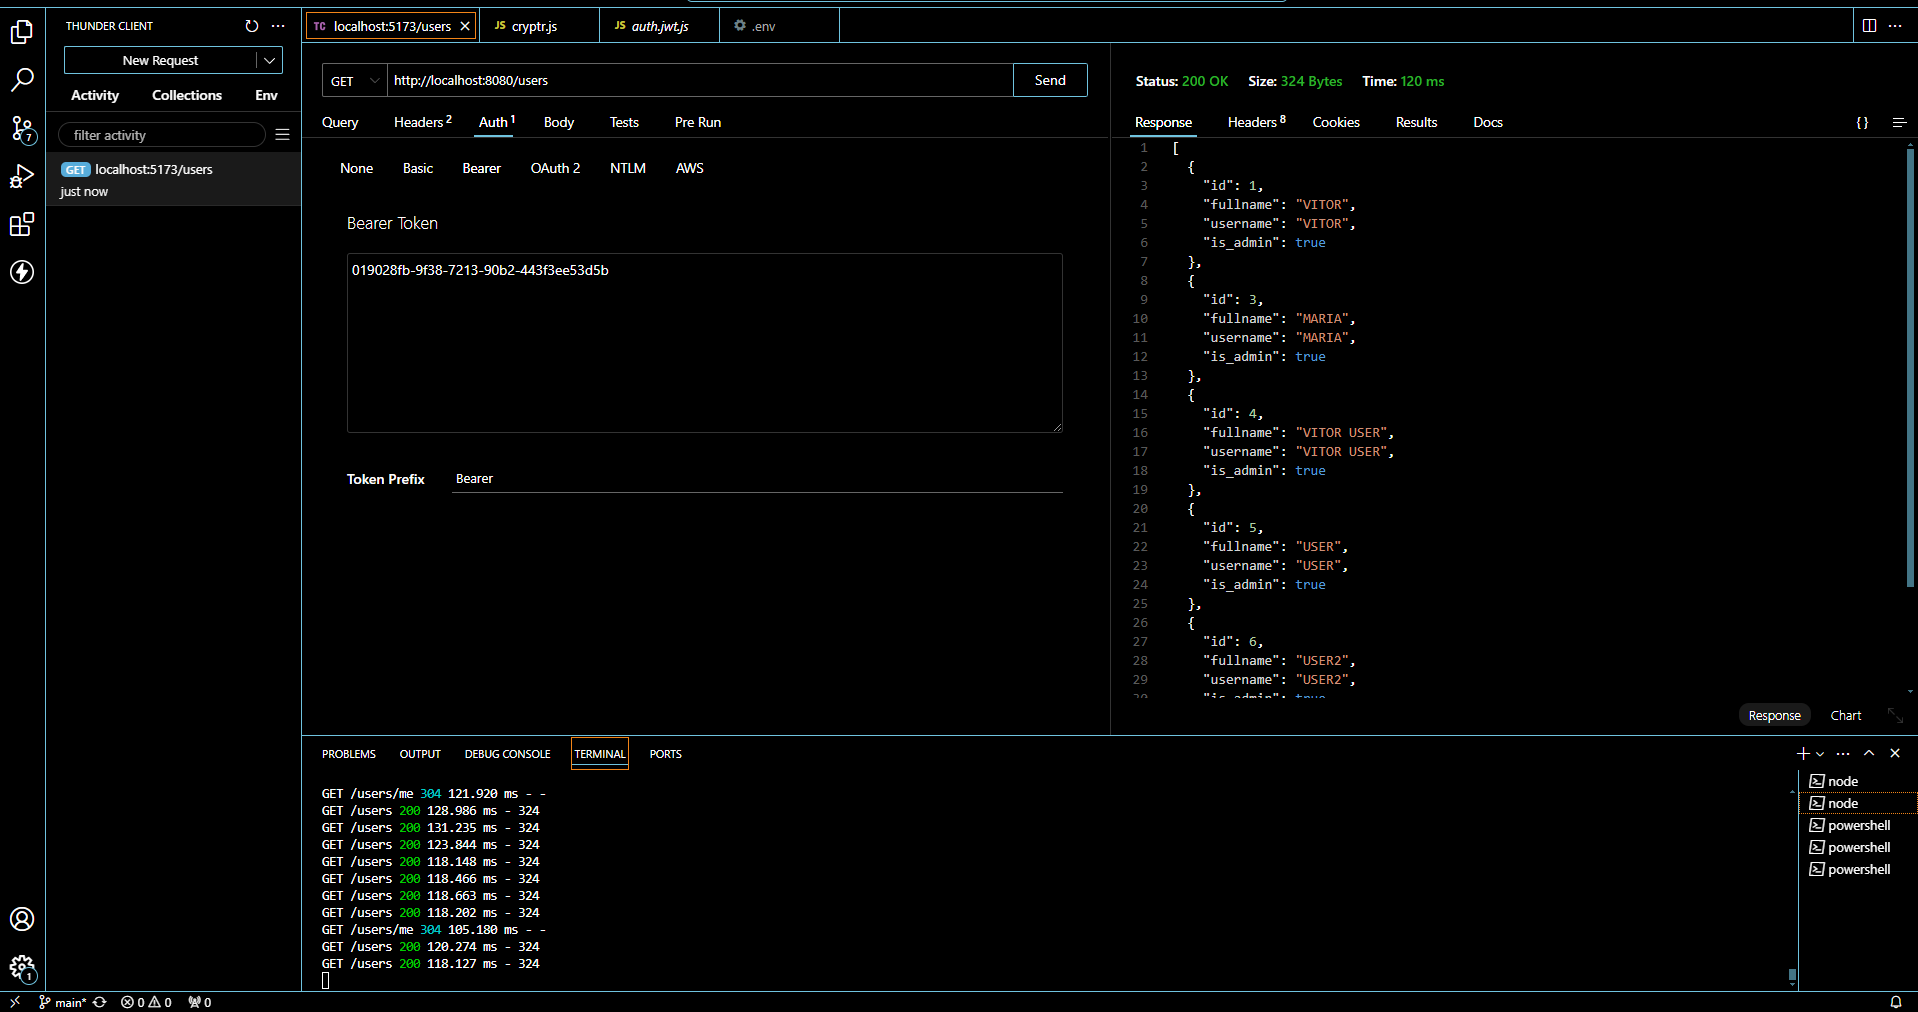 THUNDER CLIENT
New Request
Activity Collections Env
filter activity
GET localhost:5173/users
just now
7
1
TC localhost:5173/users
JS cryptr.js
JS auth.jwt.js
.env
GET http://localhost:8080/users Send
Query Headers 2 Auth 1 Body Tests Pre Run
None Basic Bearer OAuth 2 NTLM AWS
Bearer Token
019028fb-9f38-7213-90b2-443f3ee53d5b
Token Prefix Bearer
Status: 200 OK Size: 324 Bytes Time: 120 ms
Response Headers 8 Cookies Results Docs {}
1 [
2 {
3 "id": 1,
4 "fullname": "VITOR",
5 "username": "VITOR",
6 "is_admin": true
7 },
8 {
9 "id": 3,
10 "fullname": "MARIA",
11 "username": "MARIA",
12 "is_admin": true
13 },
14 {
15 "id": 4,
16 "fullname": "VITOR USER",
17 "username": "VITOR USER",
18 "is_admin": true
19 },
20 {
21 "id": 5,
22 "fullname": "USER",
23 "username": "USER",
24 "is_admin": true
25 },
26 {
27 "id": 6,
28 "fullname": "USER2",
29 "username": "USER2",
30 "is_admin": true
Response Chart
PROBLEMS OUTPUT DEBUG CONSOLE TERMINAL PORTS
GET /users/me 304 121.920 ms - -
GET /users 200 128.986 ms - 324
GET /users 200 131.235 ms - 324
GET /users 200 123.844 ms - 324
GET /users 200 118.148 ms - 324
GET /users 200 118.466 ms - 324
GET /users 200 118.663 ms - 324
GET /users 200 118.202 ms - 324
GET /users/me 304 105.180 ms - -
GET /users 200 120.274 ms - 324
GET /users 200 118.127 ms - 324
node
node
powershell
powershell
powershell
main* 0 0 0